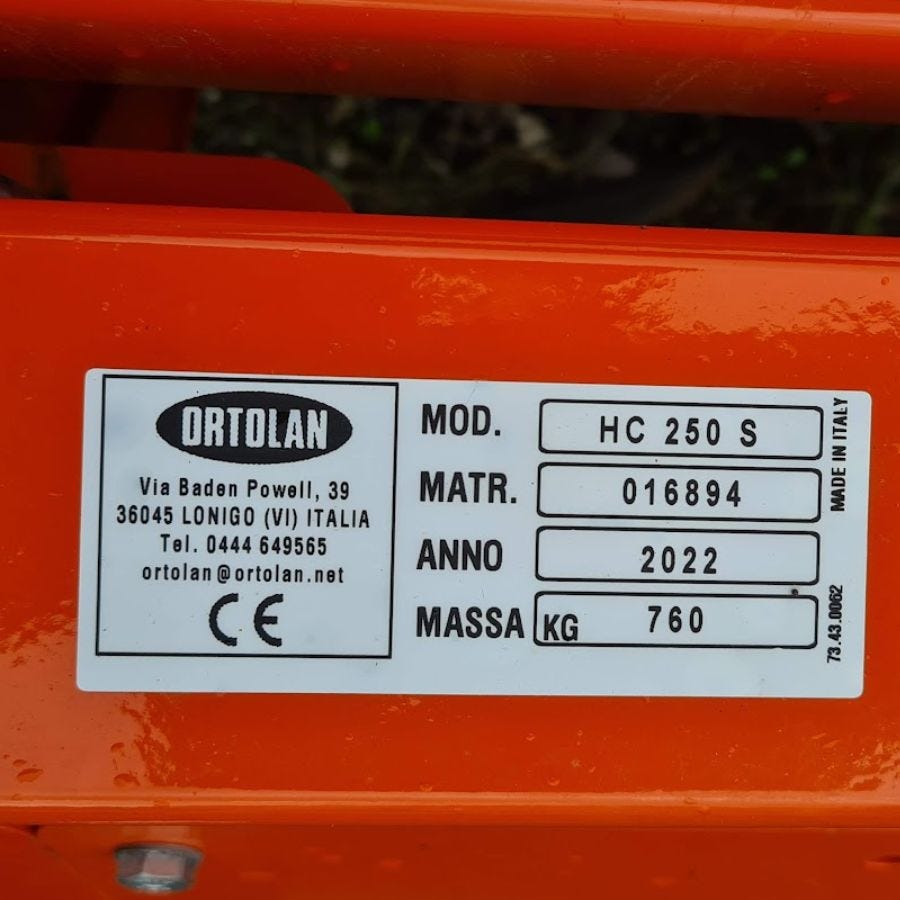 ORTOLAN
Via Baden Powell, 39
36045 LONIGO (VI) ITALIA
Tel. 0444 649565
ortolan@ortolan.net
CE
MOD. HC 250 S
MATR. 016894
ANNO 2022
MASSA KG 760
MADE IN ITALY
73.43.0062